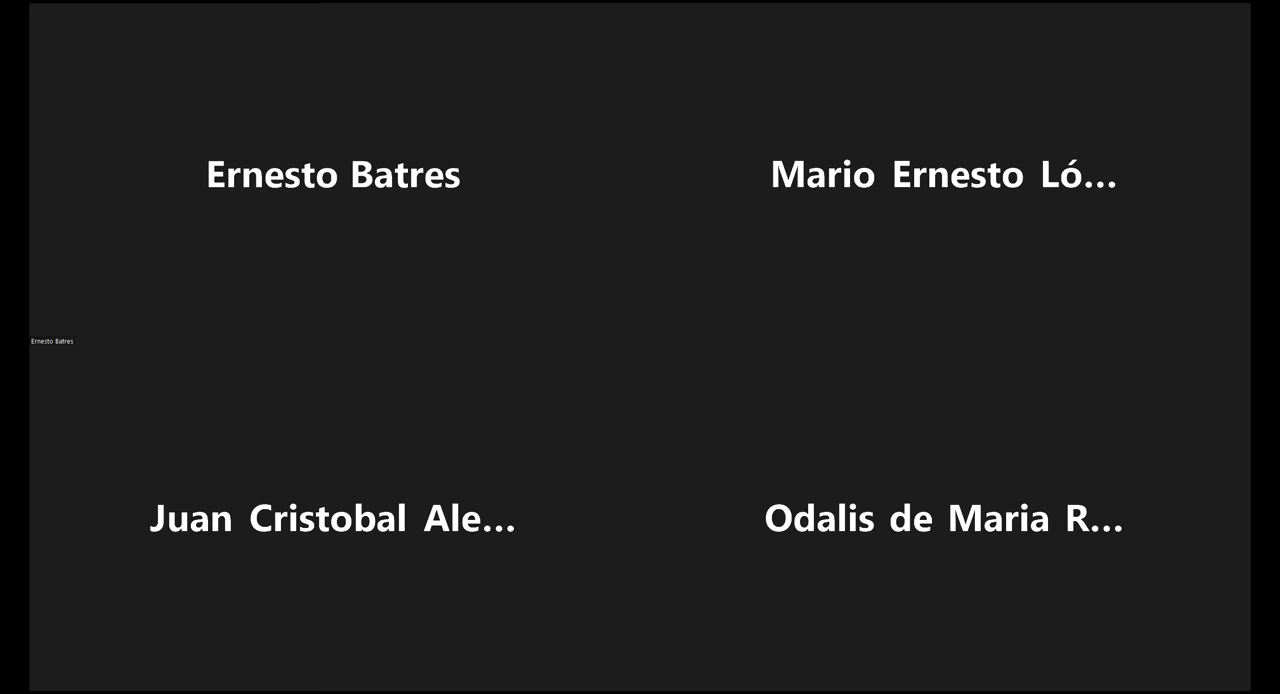 Ernesto Batres
Mario Ernesto Ló...
Ernesto Batres
Juan Cristobal Ale...
Odalis de Maria R...